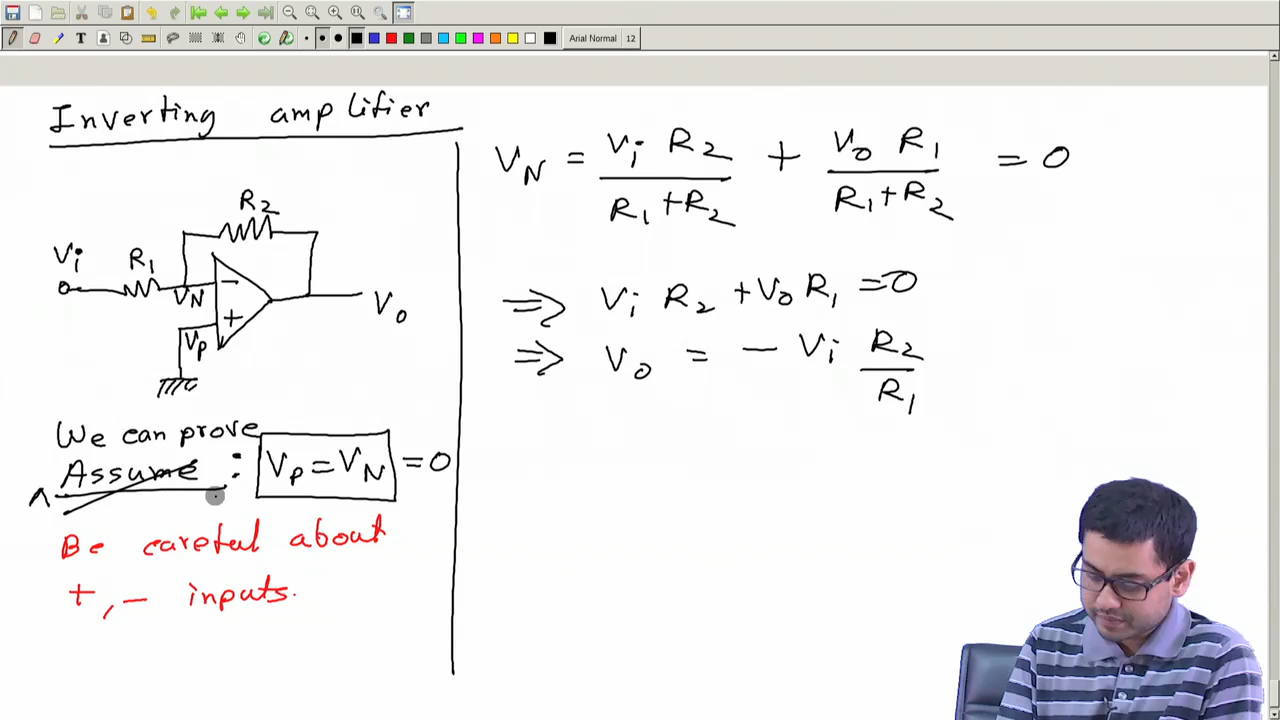 Arial Normal 12
Inverting amplifier
R2
Vi
R1
VN
−
+
VP
Vo
We can prove
Assume : VP = VN = 0
^
Be careful about
+, − inputs.
VN = Vi R2 / R1 + R2 + Vo R1 / R1 + R2 = 0
⇒ Vi R2 + Vo R1 = 0
⇒ Vo = − Vi R2 / R1